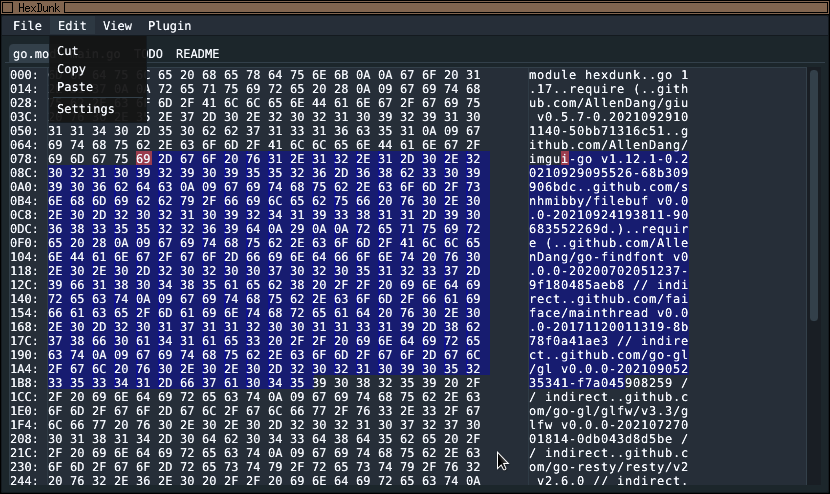 HexDunk
File Edit View Plugin
go.mo TODO README
Cut
Copy
Paste
Settings
000: 65 20 68 65 78 64 75 6E 6B 0A 0A 67 6F 20 31 module hexdunk..go 1
014: 0A 72 65 71 75 69 72 65 20 28 0A 09 67 69 74 68 .17..require (..gith
028: 6D 2F 41 6C 6C 65 6E 44 61 6E 67 2F 67 69 75 ub.com/AllenDang/giu
03C: 2E 37 2D 30 2E 32 30 32 31 30 39 32 39 31 30  v0.5.7-0.2021092910
050: 31 31 34 30 2D 35 30 62 62 37 31 33 31 36 63 35 31 0A 09 67 1140-50bb71316c51..g
064: 69 74 68 75 62 2E 63 6F 6D 2F 41 6C 6C 65 6E 44 61 6E 67 2F ithub.com/AllenDang/
078: 69 6D 67 75 69 2D 67 6F 20 76 31 2E 31 32 2E 31 2D 30 2E 32 imgui-go v1.12.1-0.2
08C: 30 32 31 30 39 32 39 30 39 35 35 32 36 2D 36 38 62 33 30 39 0210929095526-68b309
0A0: 39 30 36 62 64 63 0A 09 67 69 74 68 75 62 2E 63 6F 6D 2F 73 906bdc..github.com/s
0B4: 6E 68 6D 69 62 62 79 2F 66 69 6C 65 62 75 66 20 76 30 2E 30 nhmibby/filebuf v0.0
0C8: 2E 30 2D 32 30 32 31 30 39 32 34 31 39 33 38 31 31 2D 39 30 .0-20210924193811-90
0DC: 36 38 33 35 35 32 32 36 39 64 0A 29 0A 0A 72 65 71 75 69 72 683552269d.)..requir
0F0: 65 20 28 0A 09 67 69 74 68 75 62 2E 63 6F 6D 2F 41 6C 6C 65 e (..github.com/Alle
104: 6E 44 61 6E 67 2F 67 6F 2D 66 69 6E 64 66 6F 6E 74 20 76 30 nDang/go-findfont v0
118: 2E 30 2E 30 2D 32 30 32 30 30 37 30 32 30 35 31 32 33 37 2D .0.0-20200702051237-
12C: 39 66 31 38 30 34 38 35 61 65 62 38 20 2F 2F 20 69 6E 64 69 9f180485aeb8 // indi
140: 72 65 63 74 0A 09 67 69 74 68 75 62 2E 63 6F 6D 2F 66 61 69 rect..github.com/fai
154: 66 61 63 65 2F 6D 61 69 6E 74 68 72 65 61 64 20 76 30 2E 30 face/mainthread v0.0
168: 2E 30 2D 32 30 31 37 31 31 32 30 30 31 31 33 31 39 2D 38 62 .0-20171120011319-8b
17C: 37 38 66 30 61 34 31 61 65 33 20 2F 2F 20 69 6E 64 69 72 65 78f0a41ae3 // indire
190: 63 74 0A 09 67 69 74 68 75 62 2E 63 6F 6D 2F 67 6F 2D 67 6C ct..github.com/go-gl
1A4: 2F 67 6C 20 76 30 2E 30 2E 30 2D 32 30 32 31 30 39 30 35 32 /gl v0.0.0-202109052
1B8: 33 35 33 34 31 2D 66 37 61 30 34 35 39 30 38 32 35 39 20 2F 35341-f7a045908259 /
1CC: 2F 20 69 6E 64 69 72 65 63 74 0A 09 67 69 74 68 75 62 2E 63 / indirect..github.c
1E0: 6F 6D 2F 67 6F 2D 67 6C 2F 67 6C 66 77 2F 76 33 2E 33 2F 67 om/go-gl/glfw/v3.3/g
1F4: 6C 66 77 20 76 30 2E 30 2E 30 2D 32 30 32 31 30 37 32 37 30 lfw v0.0.0-202107270
208: 30 31 38 31 34 2D 30 64 62 30 34 33 64 38 64 35 62 65 20 2F 01814-0db043d8d5be /
21C: 2F 20 69 6E 64 69 72 65 63 74 0A 09 67 69 74 68 75 62 2E 63 / indirect..github.c
230: 6F 6D 2F 67 6F 2D 72 65 73 74 79 2F 72 65 73 74 79 2F 76 32 om/go-resty/resty/v2
244: 20 76 32 2E 36 2E 30 20 2F 2F 20 69 6E 64 69 72 65 63 74 0A  v2.6.0 // indirect.